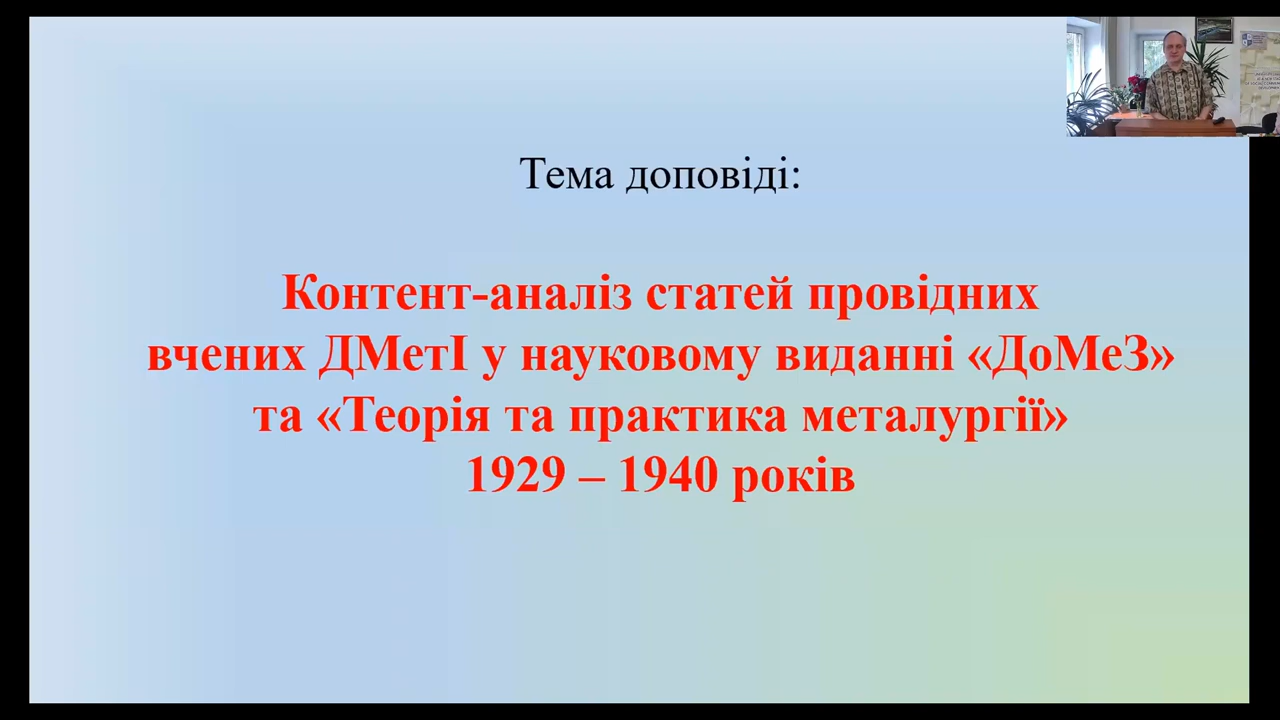 Тема доповіді:
Контент-аналіз статей провідних
вчених ДМетІ у науковому виданні «ДоМеЗ»
та «Теорія та практика металургії»
1929 – 1940 років